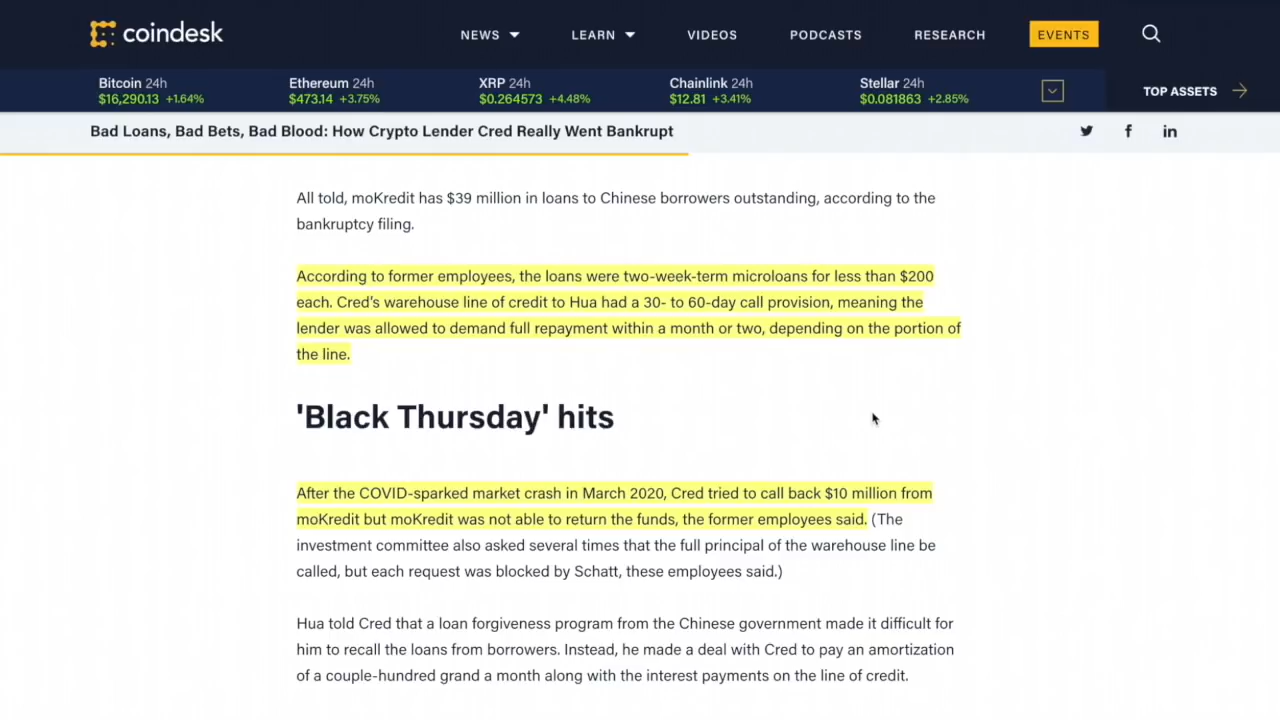 coindesk
NEWS
LEARN
VIDEOS
PODCASTS
RESEARCH
EVENTS
Bitcoin 24h
$16,290.13 +1.64%
Ethereum 24h
$473.14 +3.75%
XRP 24h
$0.264573 +4.48%
Chainlink 24h
$12.81 +3.41%
Stellar 24h
$0.081863 +2.85%
TOP ASSETS
Bad Loans, Bad Bets, Bad Blood: How Crypto Lender Cred Really Went Bankrupt
All told, moKredit has $39 million in loans to Chinese borrowers outstanding, according to the
bankruptcy filing.
According to former employees, the loans were two-week-term microloans for less than $200
each. Cred's warehouse line of credit to Hua had a 30- to 60-day call provision, meaning the
lender was allowed to demand full repayment within a month or two, depending on the portion of
the line.
'Black Thursday' hits
After the COVID-sparked market crash in March 2020, Cred tried to call back $10 million from
moKredit but moKredit was not able to return the funds, the former employees said. (The
investment committee also asked several times that the full principal of the warehouse line be
called, but each request was blocked by Schatt, these employees said.)
Hua told Cred that a loan forgiveness program from the Chinese government made it difficult for
him to recall the loans from borrowers. Instead, he made a deal with Cred to pay an amortization
of a couple-hundred grand a month along with the interest payments on the line of credit.